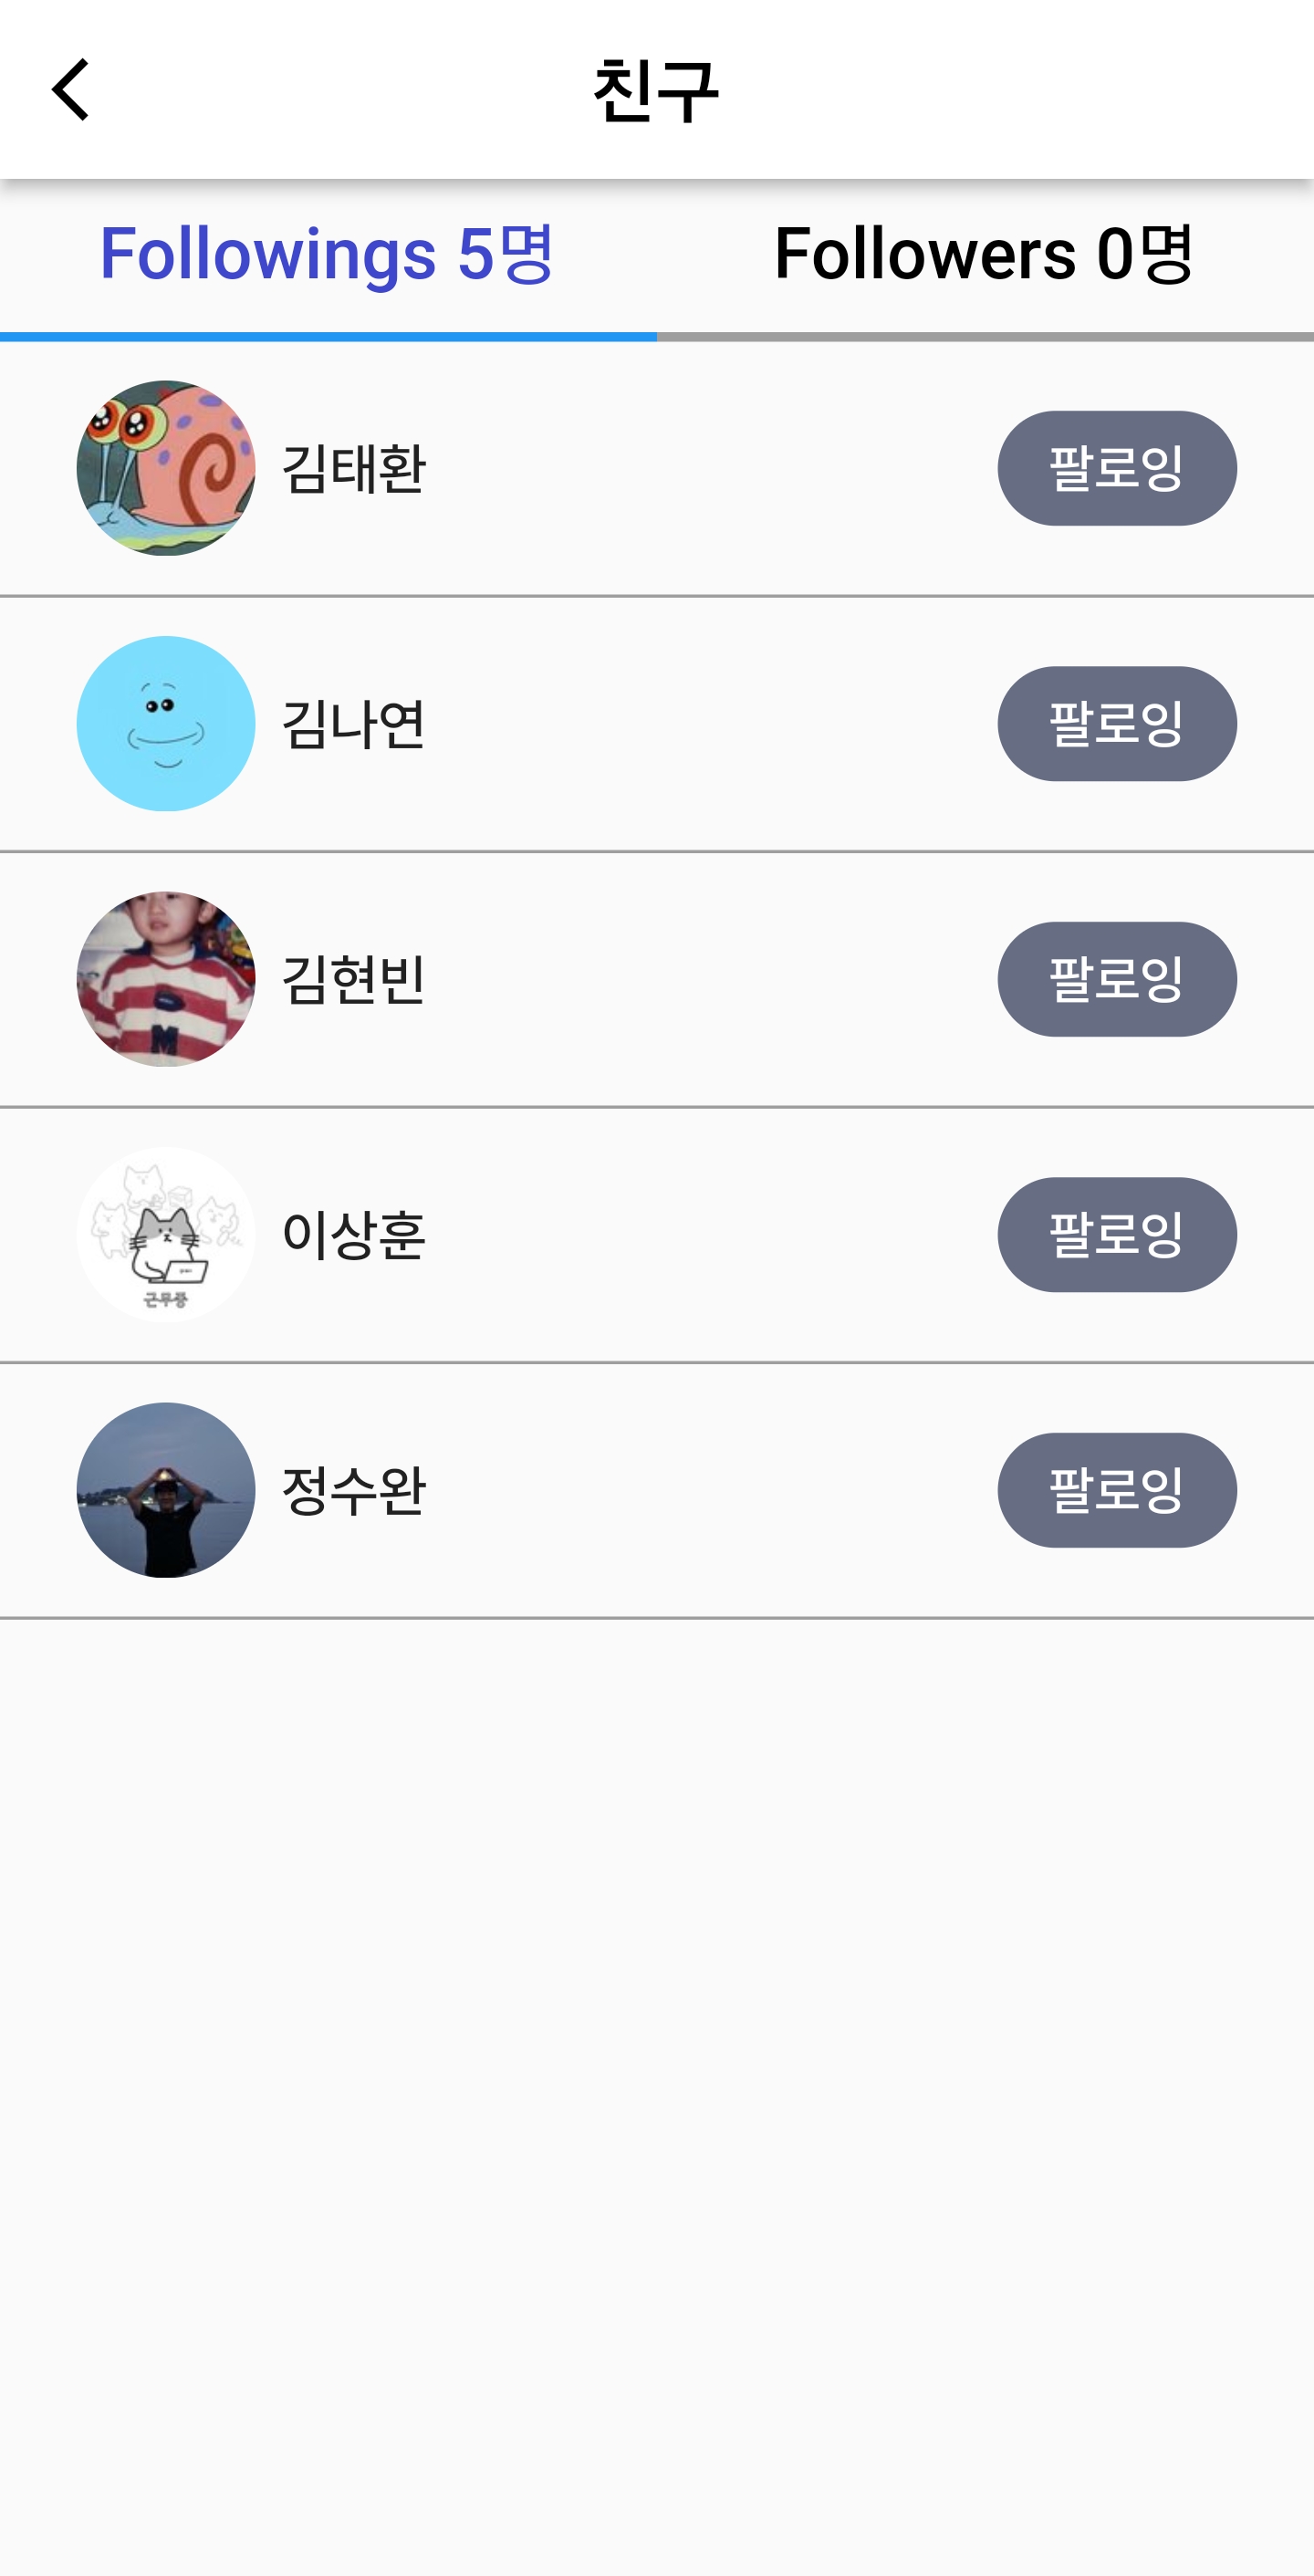 친구
Followings 5명 Followers 0명
김태환 팔로잉
김나연 팔로잉
김현빈 팔로잉
M
이상훈 팔로잉
근무중
정수완 팔로잉